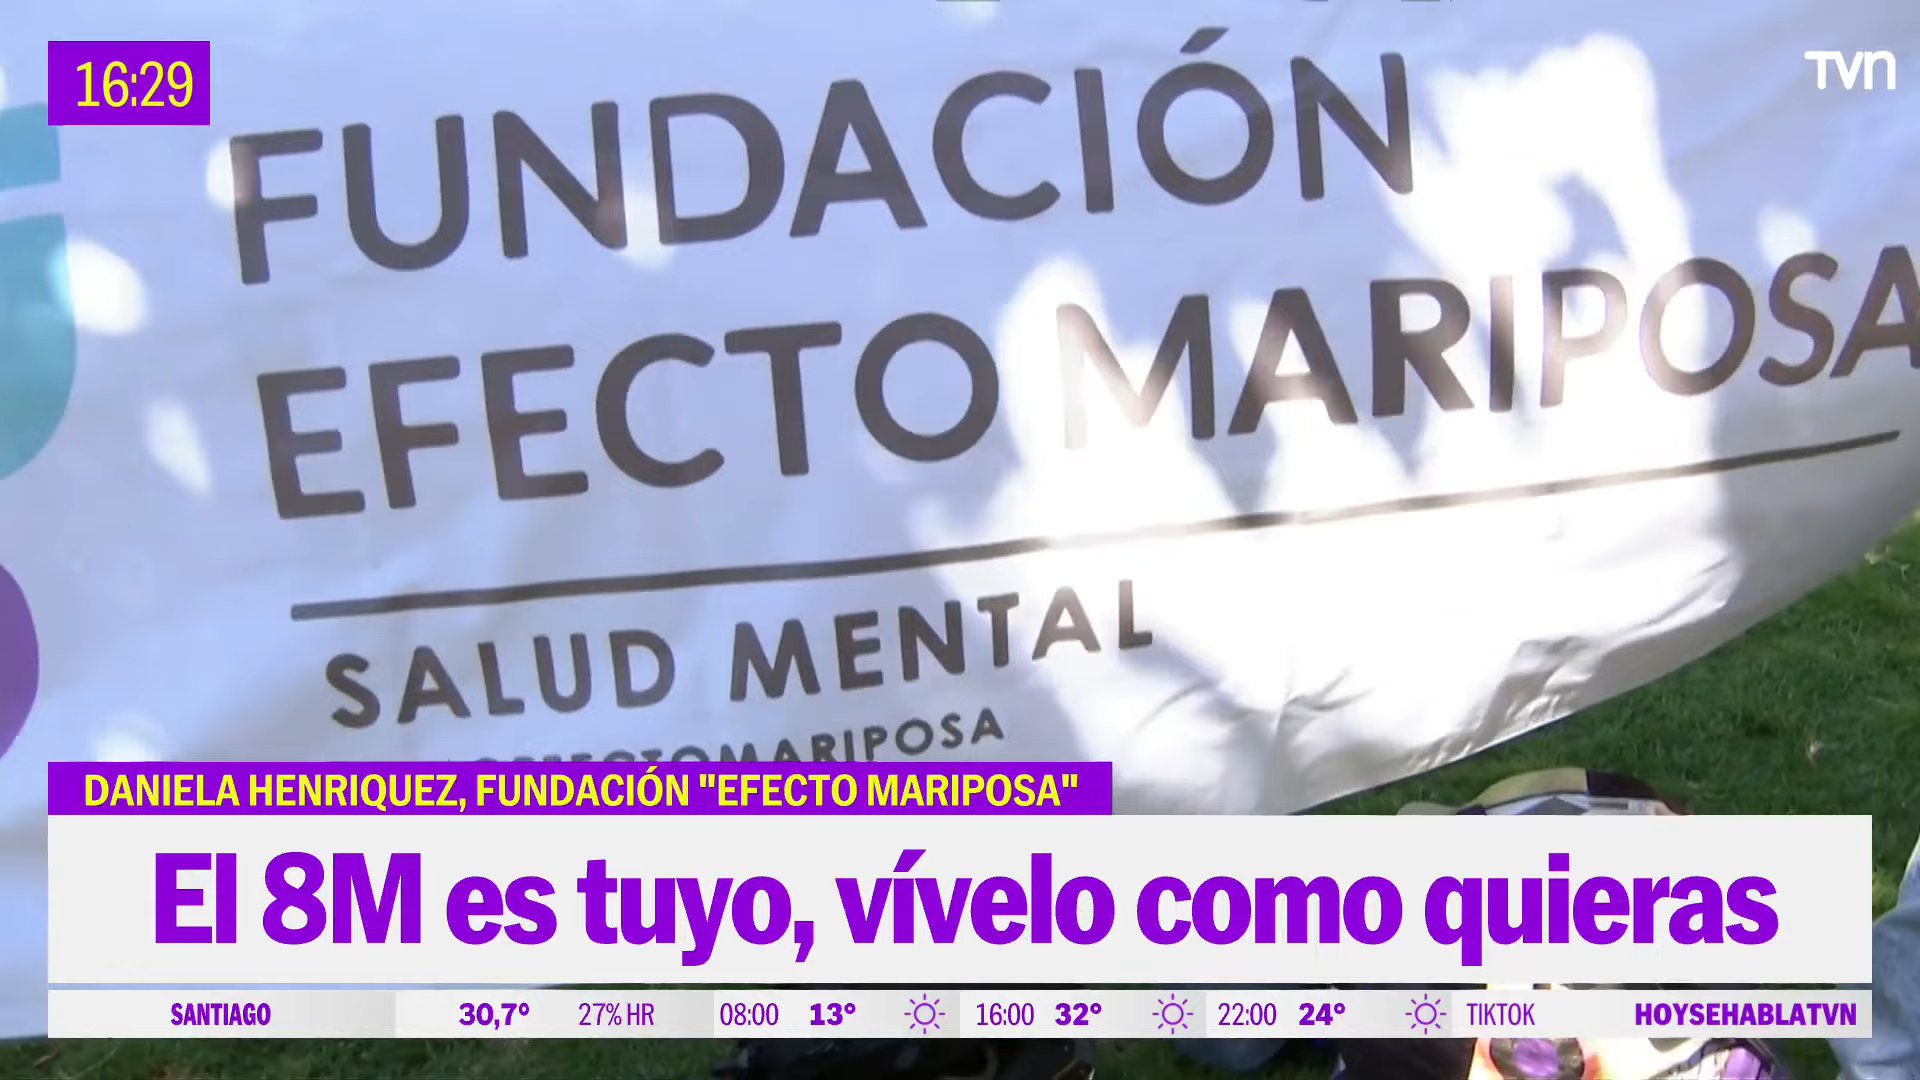 16:29
TVN
FUNDACIÓN
EFECTO MARIPOSA
SALUD MENTAL
DANIELA HENRIQUEZ, FUNDACIÓN "EFECTO MARIPOSA"
El 8M es tuyo, vívelo como quieras
SANTIAGO 30,7° 27% HR 08:00 13° 16:00 32° 22:00 24° TIKTOK HOYSEHABLATVN